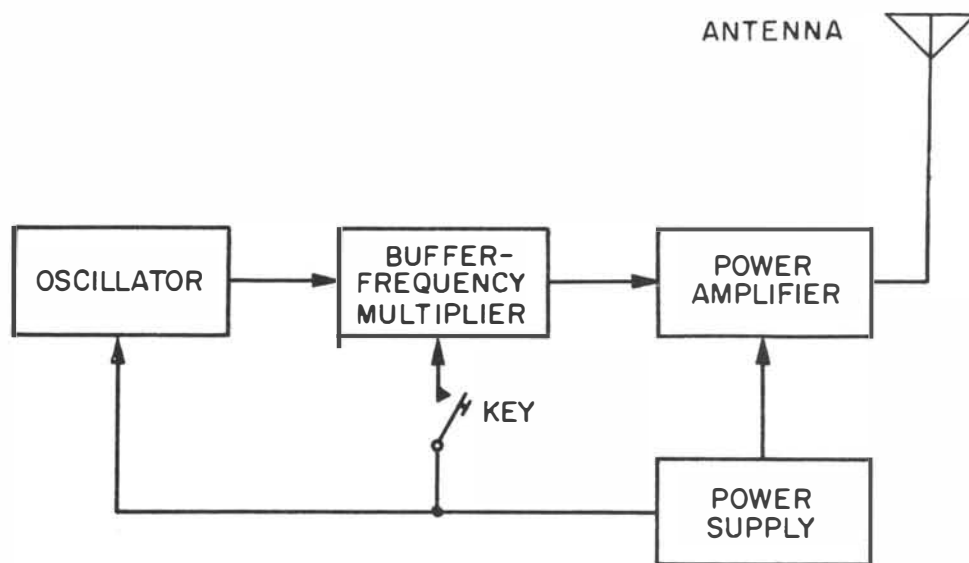 ANTENNA
OSCILLATOR
BUFFER-
FREQUENCY
MULTIPLIER
POWER
AMPLIFIER
KEY
POWER
SUPPLY